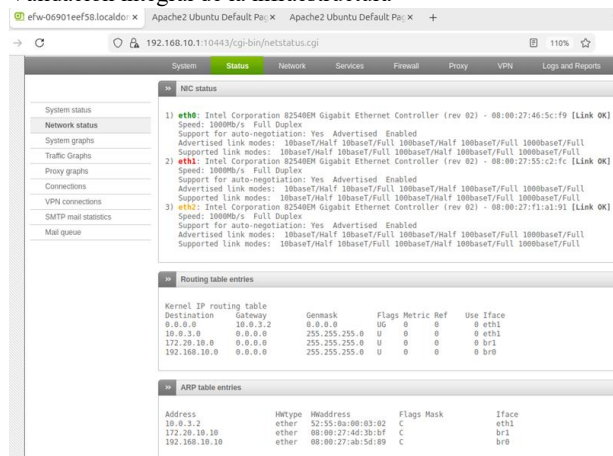 Validación integral de la infraestructura
efw-06901eef58.localdor × Apache2 Ubuntu Default Pag × Apache2 Ubuntu Default Pag × +
192.168.10.1:10443/cgi-bin/netstatus.cgi 110%
System Status Network Services Firewall Proxy VPN Logs and Reports
System status
Network status
System graphs
Traffic Graphs
Proxy graphs
Connections
VPN connections
SMTP mail statistics
Mail queue
» NIC status
1) eth0: Intel Corporation 82540EM Gigabit Ethernet Controller (rev 02) - 08:00:27:46:5c:f9 [Link OK]
Speed: 1000Mb/s Full Duplex
Support for auto-negotiation: Yes Advertised Enabled
Advertised link modes: 10baseT/Half 10baseT/Full 100baseT/Half 100baseT/Full 1000baseT/Full
Supported link modes: 10baseT/Half 10baseT/Full 100baseT/Half 100baseT/Full 1000baseT/Full
2) eth1: Intel Corporation 82540EM Gigabit Ethernet Controller (rev 02) - 08:00:27:55:c2:fc [Link OK]
Speed: 1000Mb/s Full Duplex
Support for auto-negotiation: Yes Advertised Enabled
Advertised link modes: 10baseT/Half 10baseT/Full 100baseT/Half 100baseT/Full 1000baseT/Full
Supported link modes: 10baseT/Half 10baseT/Full 100baseT/Half 100baseT/Full 1000baseT/Full
3) eth2: Intel Corporation 82540EM Gigabit Ethernet Controller (rev 02) - 08:00:27:f1:a1:91 [Link OK]
Speed: 1000Mb/s Full Duplex
Support for auto-negotiation: Yes Advertised Enabled
Advertised link modes: 10baseT/Half 10baseT/Full 100baseT/Half 100baseT/Full 1000baseT/Full
Supported link modes: 10baseT/Half 10baseT/Full 100baseT/Half 100baseT/Full 1000baseT/Full
» Routing table entries
Kernel IP routing table
Destination Gateway Genmask Flags Metric Ref Use Iface
0.0.0.0 10.0.3.2 0.0.0.0 UG 0 0 0 eth1
10.0.3.0 0.0.0.0 255.255.255.0 U 0 0 0 eth1
172.20.10.0 0.0.0.0 255.255.255.0 U 0 0 0 br1
192.168.10.0 0.0.0.0 255.255.255.0 U 0 0 0 br0
» ARP table entries
Address HWtype HWaddress Flags Mask Iface
10.0.3.2 ether 52:55:0a:00:03:02 C eth1
172.20.10.10 ether 08:00:27:4d:3b:bf C br1
192.168.10.10 ether 08:00:27:ab:5d:89 C br0